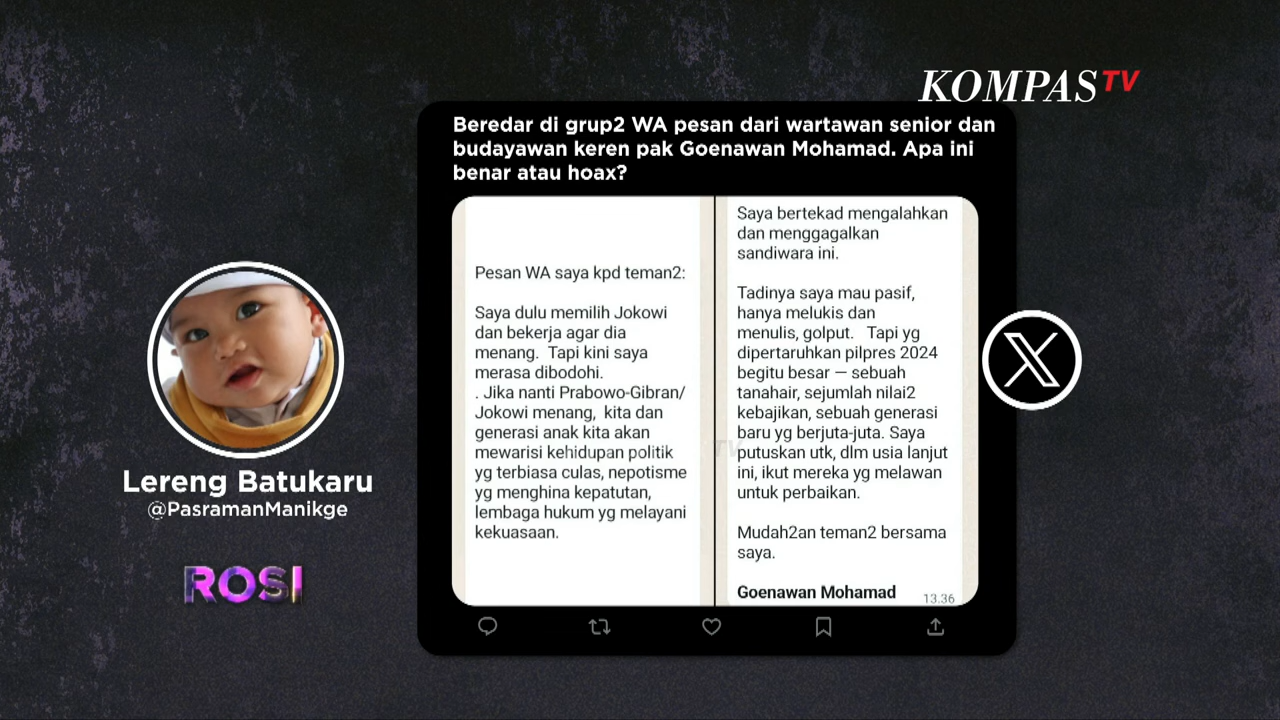 KOMPAS TV
Beredar di grup2 WA pesan dari wartawan senior dan
budayawan keren pak Goenawan Mohamad. Apa ini
benar atau hoax?
Pesan WA saya kpd teman2:
Saya dulu memilih Jokowi
dan bekerja agar dia
menang.  Tapi kini saya
merasa dibodohi.
. Jika nanti Prabowo-Gibran/
Jokowi menang,  kita dan
generasi anak kita akan
mewarisi kehidupan politik
yg terbiasa culas, nepotisme
yg menghina kepatutan,
lembaga hukum yg melayani
kekuasaan.
Saya bertekad mengalahkan
dan menggagalkan
sandiwara ini.
Tadinya saya mau pasif,
hanya melukis dan
menulis, golput.   Tapi yg
dipertaruhkan pilpres 2024
begitu besar — sebuah
tanahair, sejumlah nilai2
kebajikan, sebuah generasi
baru yg berjuta-juta. Saya
putuskan utk, dlm usia lanjut
ini, ikut mereka yg melawan
untuk perbaikan.
Mudah2an teman2 bersama
saya.
Goenawan Mohamad
13.36
TV
X
Lereng Batukaru
@PasramanManikge
ROSI